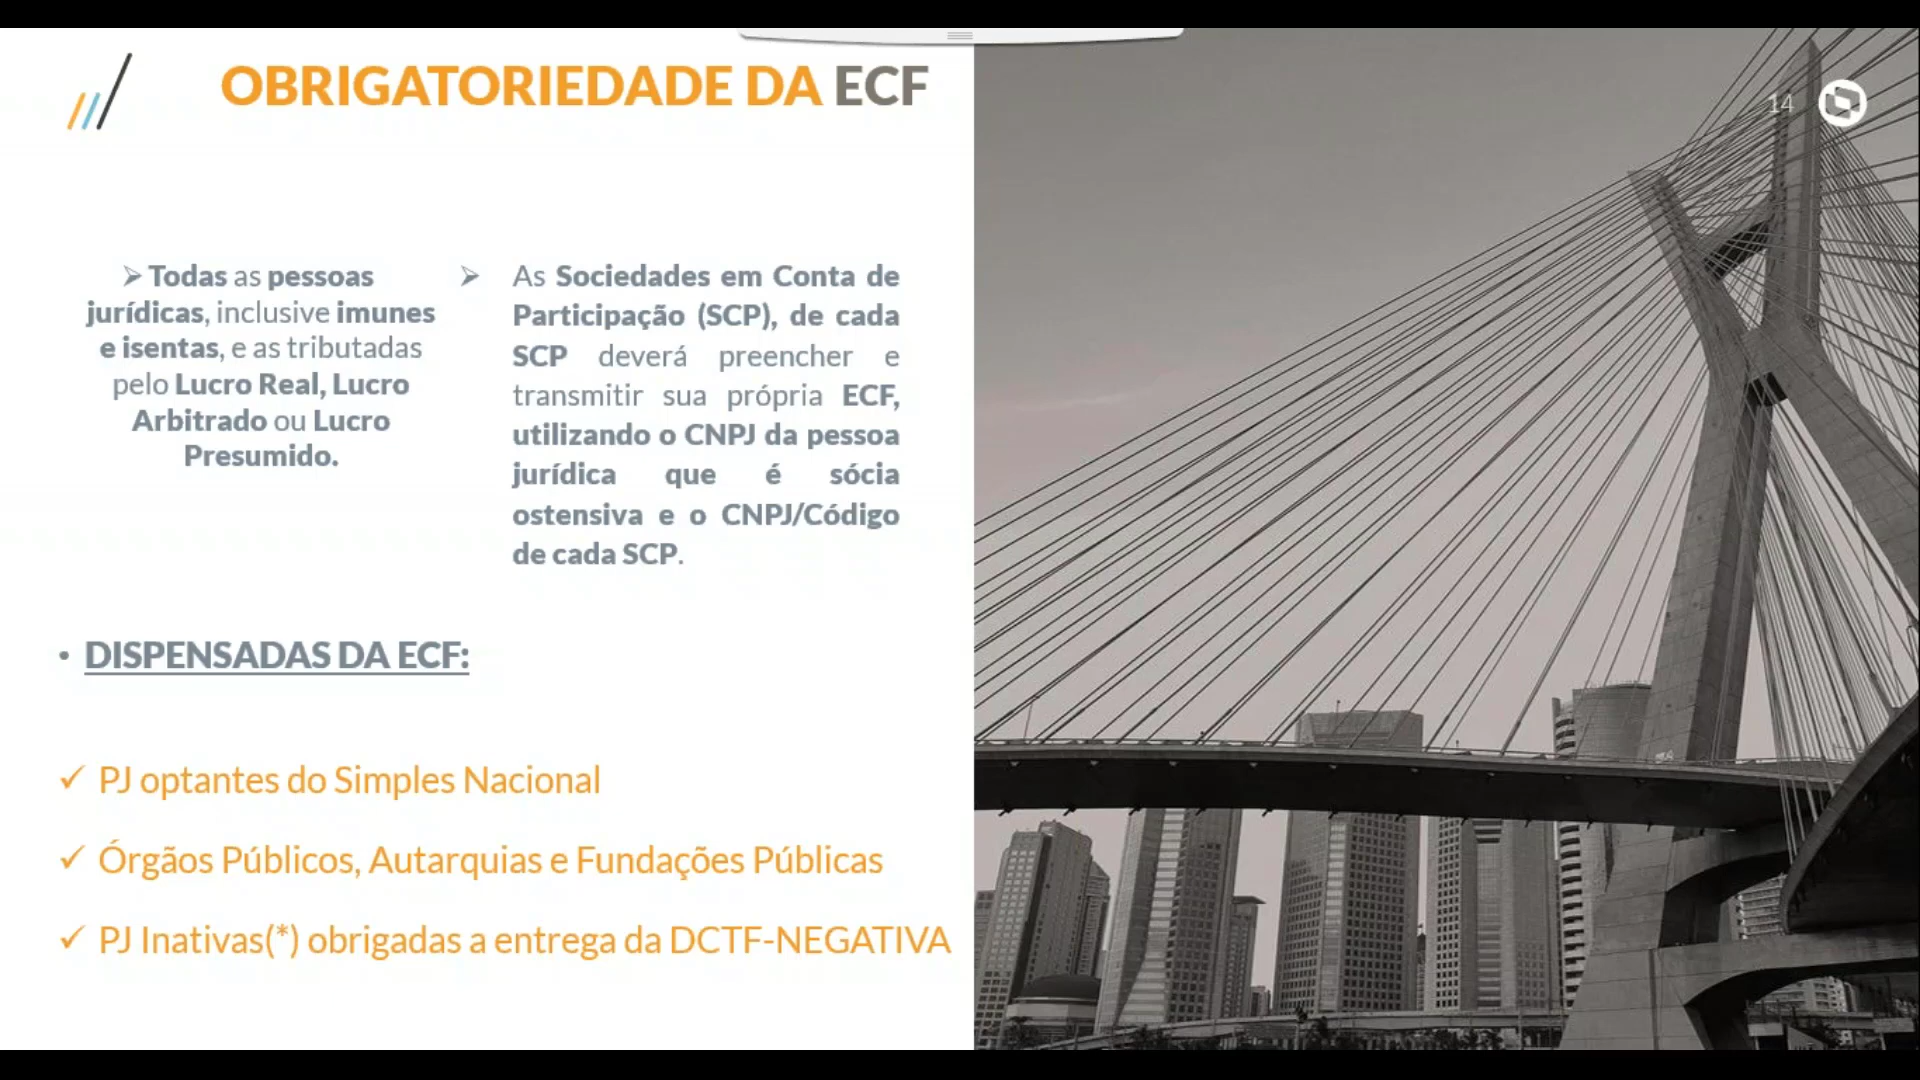 OBRIGATORIEDADE DA ECF
14
➢ Todas as pessoas
jurídicas, inclusive imunes
e isentas, e as tributadas
pelo Lucro Real, Lucro
Arbitrado ou Lucro
Presumido.
➢ As Sociedades em Conta de
Participação (SCP), de cada
SCP deverá preencher e
transmitir sua própria ECF,
utilizando o CNPJ da pessoa
jurídica que é sócia
ostensiva e o CNPJ/Código
de cada SCP.
• DISPENSADAS DA ECF:
✓ PJ optantes do Simples Nacional
✓ Órgãos Públicos, Autarquias e Fundações Públicas
✓ PJ Inativas(*) obrigadas a entrega da DCTF-NEGATIVA